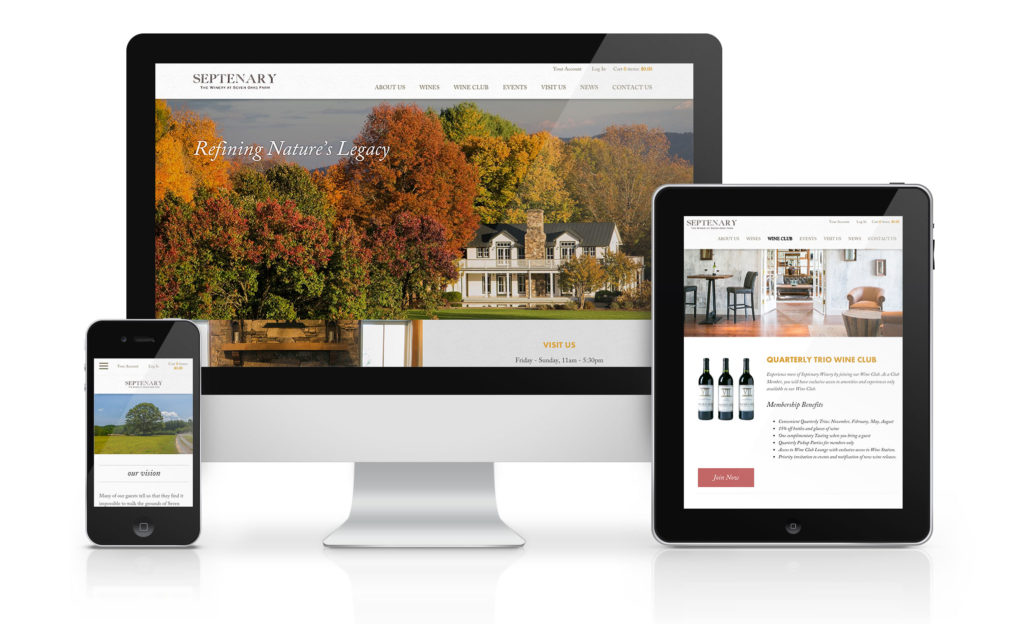 SEPTENARY
THE WINERY AT SEVEN OAKS FARM
Your Account Log In Cart 0 items $0.00
ABOUT US WINES WINE CLUB EVENTS VISIT US NEWS CONTACT US
Refining Nature's Legacy
VISIT US
Friday - Sunday, 11am - 5:30pm
Your Account Log In Cart 0 items
$0.00
SEPTENARY
our vision
Many of our guests tell us that they find it
impossible to walk the grounds of Seven
SEPTENARY
THE WINERY AT SEVEN OAKS FARM
Your Account Log In Cart 0 items $0.00
ABOUT US WINES WINE CLUB EVENTS VISIT US NEWS CONTACT US
QUARTERLY TRIO WINE CLUB
Experience more of Septenary Winery by joining our Wine Club. As a Club
Member, you will have exclusive access to amenities and experiences only
available to our Wine Club.
Membership Benefits
• Convenient Quarterly Trios: November, February, May, August
• 15% off bottles and glasses of wine
• One complimentary Tasting when you bring a guest
• Quarterly Pickup Parties for members only
• Access to Wine Club Lounge with exclusive access to Wine Station
• Priority invitation to events and notification of new wine releases
VII VII VII
Join Now